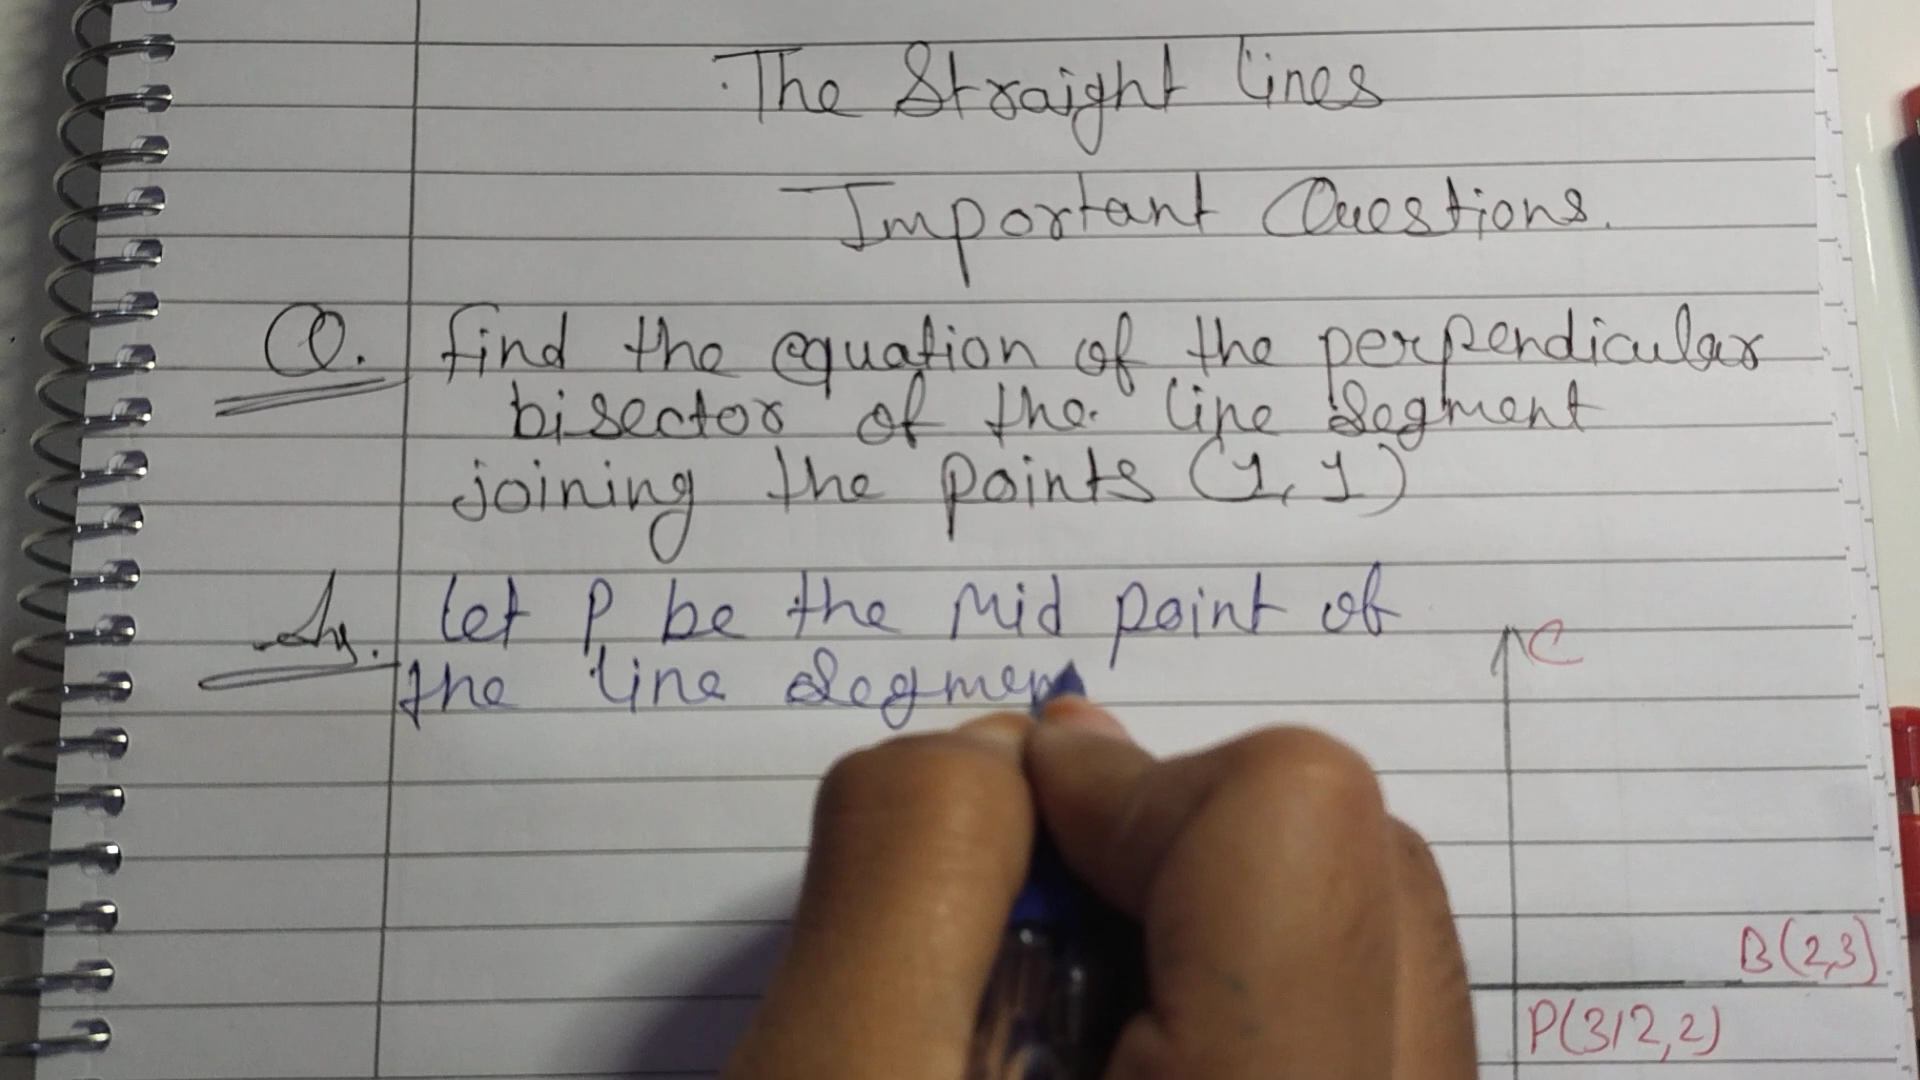 The Straight lines
Important Questions.
Q. find the equation of the perpendicular
bisector of the line segment
joining the points (1, 1)
Ans. let P be the mid point of
the line segmen
C
B(2,3)
P(3/2,2)